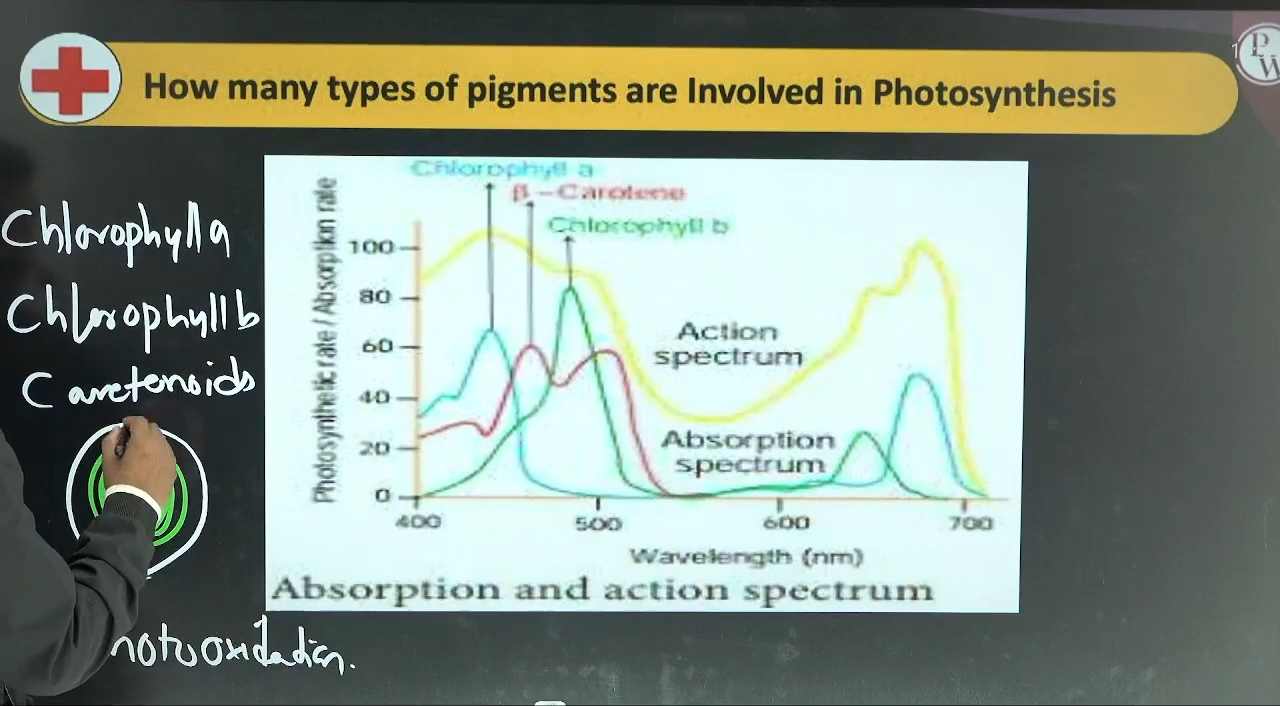 How many types of pigments are Involved in Photosynthesis
P
W
Chlorophyll a
Chlorophyll b
Caretenoids
Chlorophyll a
β – Carotene
Chlorophyll b
Photosynthetic rate / Absorption rate
100
80
60
40
20
0
Action
spectrum
Absorption
spectrum
400 500 600 700
Wavelength (nm)
Absorption and action spectrum